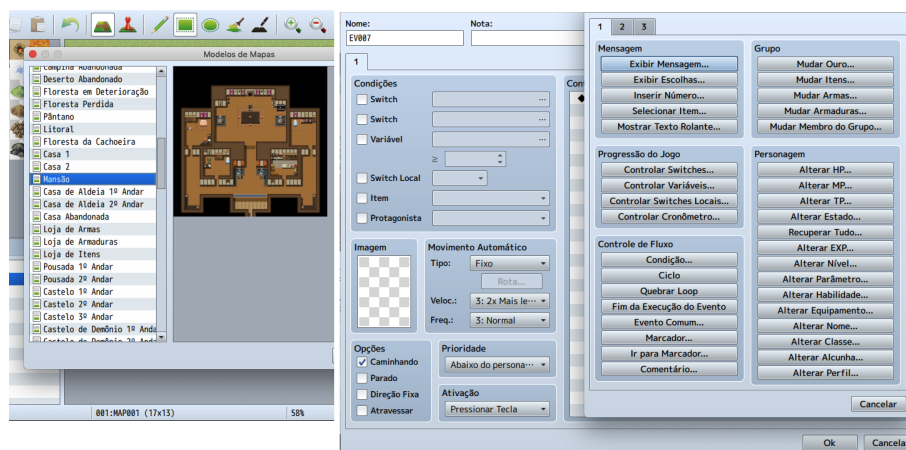 Modelos de Mapas
Campina Abandonada
Deserto Abandonado
Floresta em Deterioração
Floresta Perdida
Pântano
Litoral
Floresta da Cachoeira
Casa 1
Casa 2
Mansão
Casa de Aldeia 1º Andar
Casa de Aldeia 2º Andar
Casa Abandonada
Loja de Armas
Loja de Armaduras
Loja de Itens
Pousada 1º Andar
Pousada 2º Andar
Castelo 1º Andar
Castelo 2º Andar
Castelo 3º Andar
Castelo de Demônio 1º Anda
Castelo de Demônio 2º Anda
001:MAP001 (17x13)
58%
Nome:
Nota:
EV007
1
Condições
Switch
...
Switch
...
Variável
...
≥
Switch Local
Item
Protagonista
Con
Imagem
Movimento Automático
Tipo:
Fixo
Rota...
Veloc.:
3: 2x Mais le...
Freq.:
3: Normal
Opções
Caminhando
Parado
Direção Fixa
Atravessar
Prioridade
Abaixo do persona...
Ativação
Pressionar Tecla
Ok
Cancela
1 2 3
Mensagem
Exibir Mensagem...
Exibir Escolhas...
Inserir Número...
Selecionar Item...
Mostrar Texto Rolante...
Progressão do Jogo
Controlar Switches...
Controlar Variáveis...
Controlar Switches Locais...
Controlar Cronômetro...
Controle de Fluxo
Condição...
Ciclo
Quebrar Loop
Fim da Execução do Evento
Evento Comum...
Marcador...
Ir para Marcador...
Comentário...
Grupo
Mudar Ouro...
Mudar Itens...
Mudar Armas...
Mudar Armaduras...
Mudar Membro do Grupo...
Personagem
Alterar HP...
Alterar MP...
Alterar TP...
Alterar Estado...
Recuperar Tudo...
Alterar EXP...
Alterar Nível...
Alterar Parâmetro...
Alterar Habilidade...
Alterar Equipamento...
Alterar Nome...
Alterar Classe...
Alterar Alcunha...
Alterar Perfil...
Cancelar